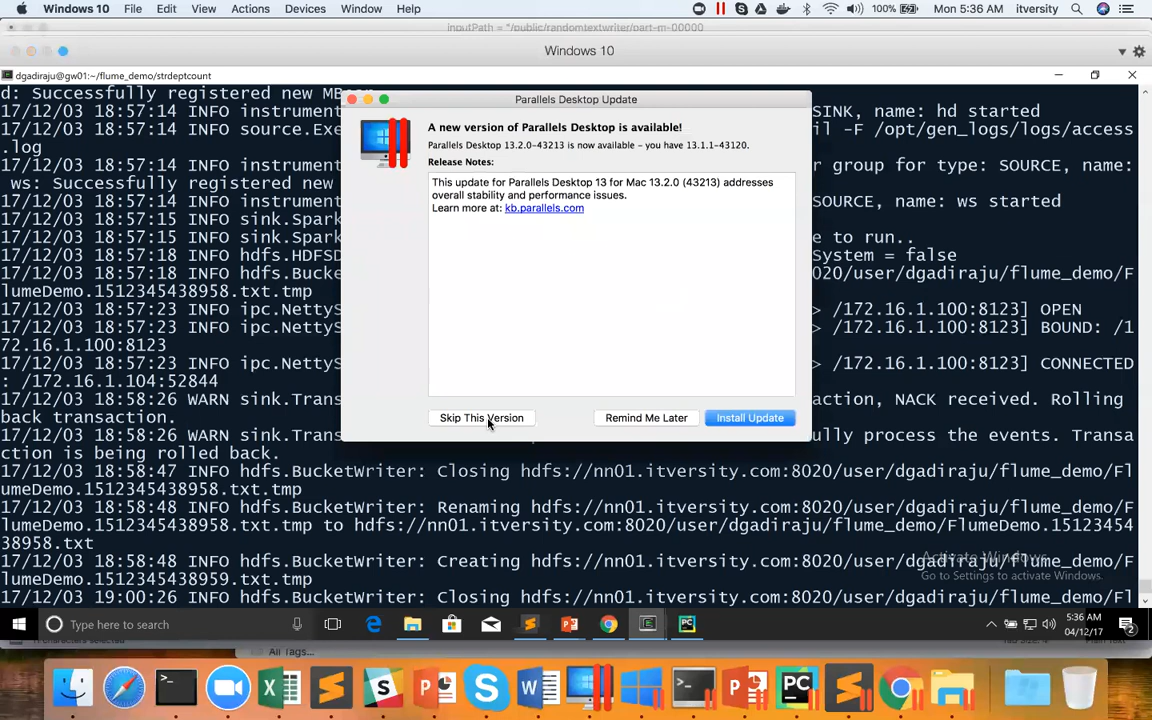 Windows 10 File Edit View Actions Devices Window Help 100% Mon 5:36 AM itversity
inputPath = "/public/randomtextwriter/part-m-00000
Windows 10
dgadiraju@gw01:~/flume_demo/strdeptcount
d: Successfully registered new MB
17/12/03 18:57:14 INFO instrument SINK, name: hd started
17/12/03 18:57:14 INFO source.Exe il -F /opt/gen_logs/logs/access
.log
17/12/03 18:57:14 INFO instrument r group for type: SOURCE, name:
ws: Successfully registered new
17/12/03 18:57:14 INFO instrument SOURCE, name: ws started
17/12/03 18:57:15 INFO sink.Spark
17/12/03 18:57:15 INFO sink.Spark e to run..
17/12/03 18:57:18 INFO hdfs.HDFSD System = false
17/12/03 18:57:18 INFO hdfs.Bucke 020/user/dgadiraju/flume_demo/F
lumeDemo.1512345438958.txt.tmp
17/12/03 18:57:23 INFO ipc.NettyS > /172.16.1.100:8123] OPEN
17/12/03 18:57:23 INFO ipc.NettyS > /172.16.1.100:8123] BOUND: /1
72.16.1.100:8123
17/12/03 18:57:23 INFO ipc.NettyS > /172.16.1.100:8123] CONNECTED
: /172.16.1.104:52844
17/12/03 18:58:26 WARN sink.Trans action, NACK received. Rolling
back transaction.
17/12/03 18:58:26 WARN sink.Trans fully process the events. Transa
ction is being rolled back.
17/12/03 18:58:47 INFO hdfs.BucketWriter: Closing hdfs://nn01.itversity.com:8020/user/dgadiraju/flume_demo/Fl
umeDemo.1512345438958.txt.tmp
17/12/03 18:58:48 INFO hdfs.BucketWriter: Renaming hdfs://nn01.itversity.com:8020/user/dgadiraju/flume_demo/F
lumeDemo.1512345438958.txt.tmp to hdfs://nn01.itversity.com:8020/user/dgadiraju/flume_demo/FlumeDemo.15123454
38958.txt
17/12/03 18:58:48 INFO hdfs.BucketWriter: Creating hdfs://nn01.itversity.com:8020/user/dgadiraju/flume_demo/F
lumeDemo.1512345438959.txt.tmp
17/12/03 19:00:26 INFO hdfs.BucketWriter: Closing hdfs://nn01.itversity.com:8020/user/dgadiraju/flume_demo/Fl
Parallels Desktop Update
A new version of Parallels Desktop is available!
Parallels Desktop 13.2.0-43213 is now available – you have 13.1.1-43120.
Release Notes:
This update for Parallels Desktop 13 for Mac 13.2.0 (43213) addresses
overall stability and performance issues.
Learn more at: kb.parallels.com
Skip This Version Remind Me Later Install Update
Activate Windows
Go to Settings to activate Windows.
Type here to search
5:36 AM
04/12/17
2
All Tags...